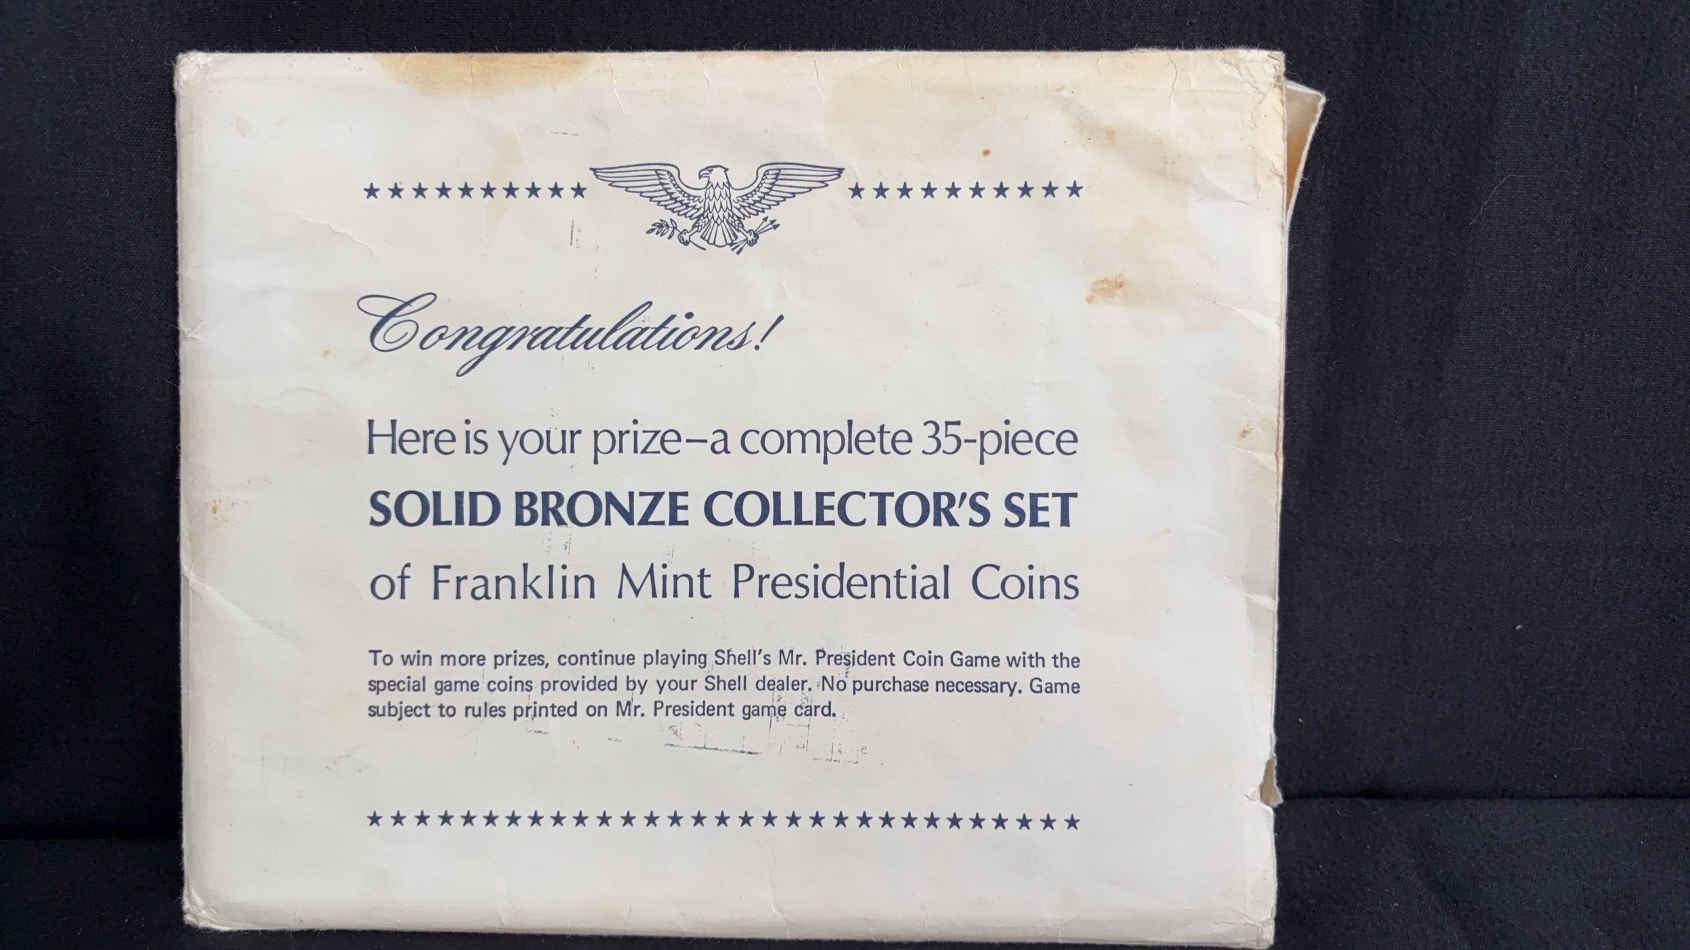 Congratulations!
Here is your prize–a complete 35-piece
SOLID BRONZE COLLECTOR'S SET
of Franklin Mint Presidential Coins
To win more prizes, continue playing Shell's Mr. President Coin Game with the
special game coins provided by your Shell dealer. No purchase necessary. Game
subject to rules printed on Mr. President game card.